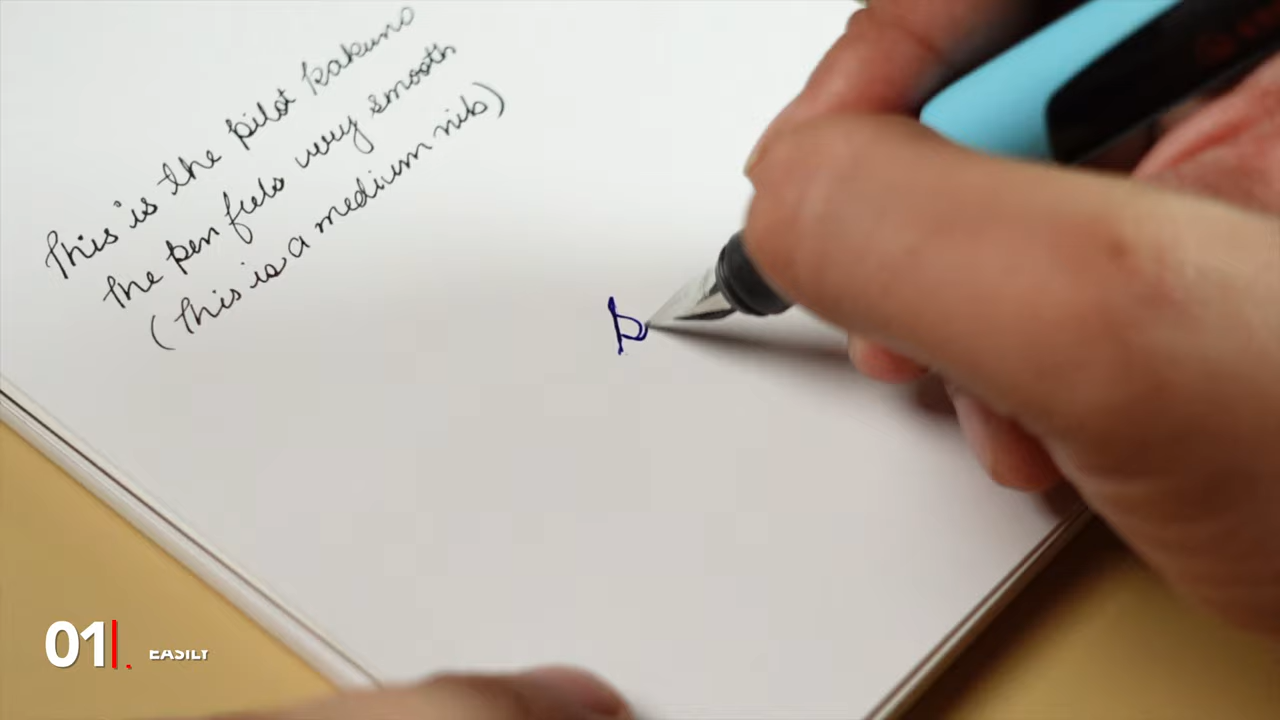 This is the pilot kakuno
the pen feels very smooth
(This is a medium nib)
01
EASILY